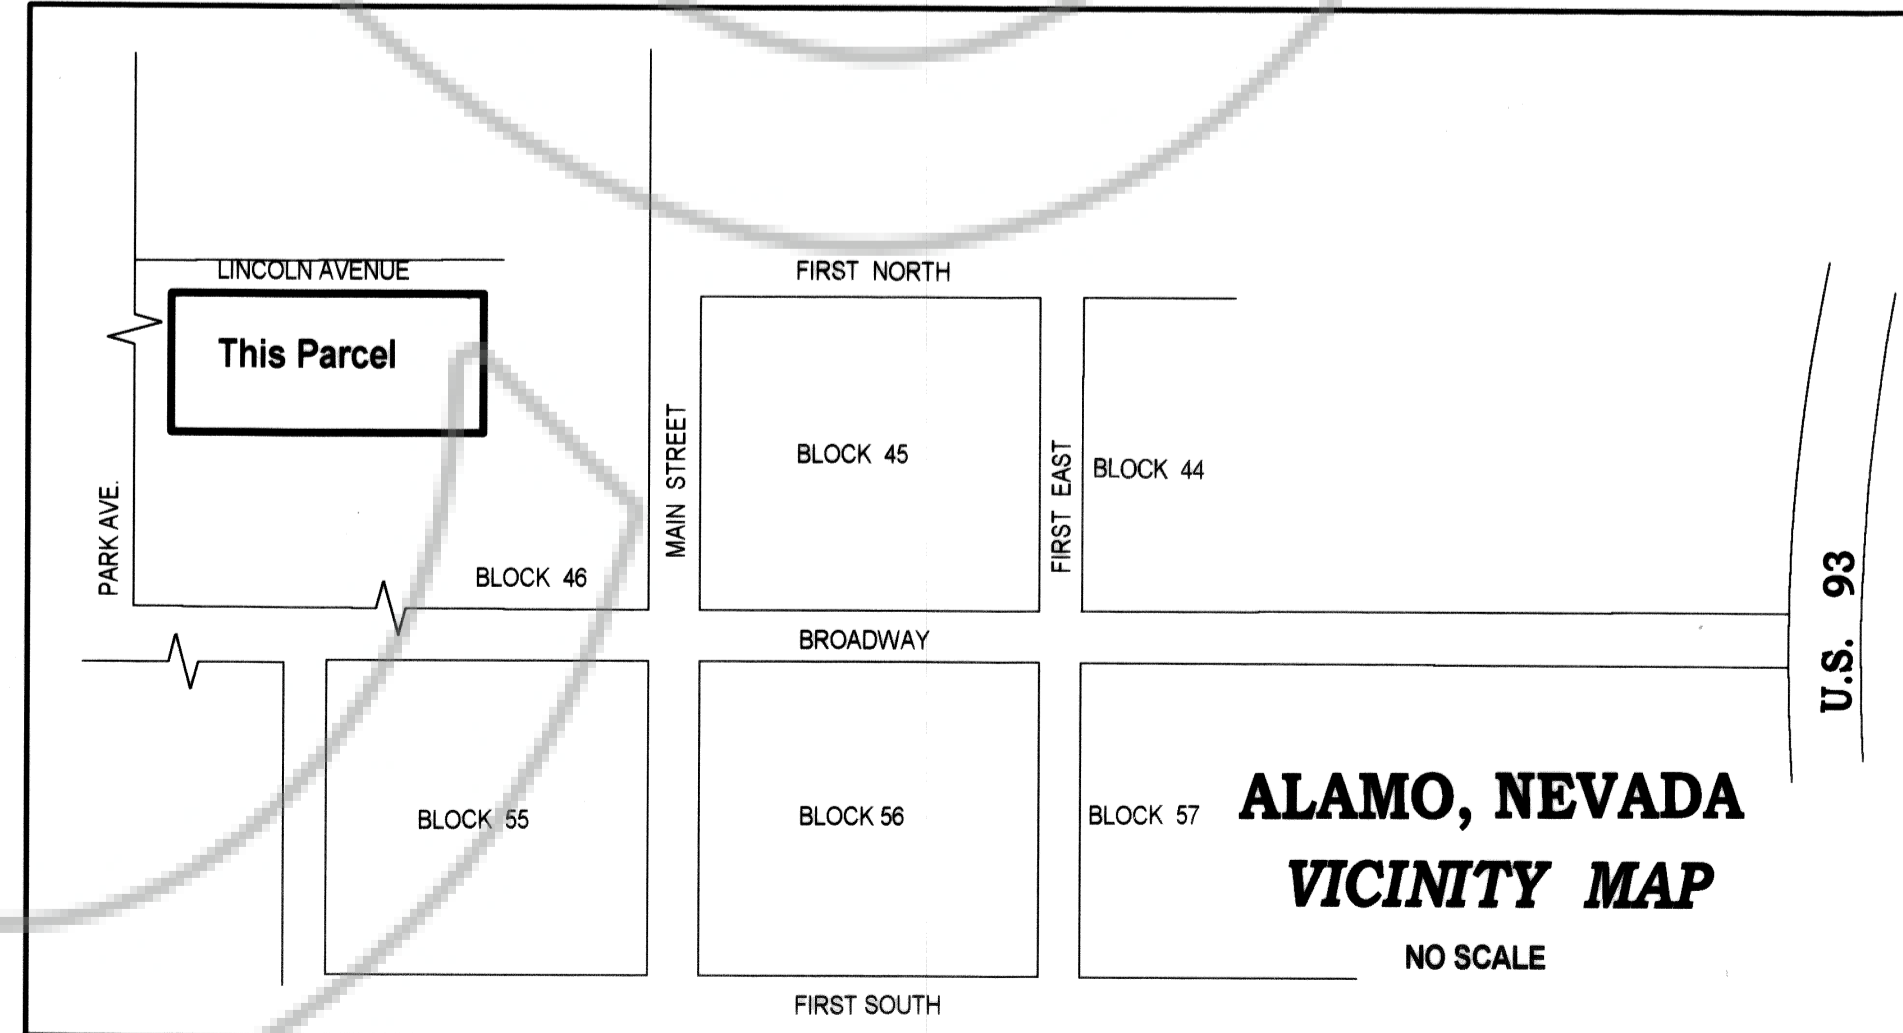 LINCOLN AVENUE
FIRST NORTH
This Parcel
PARK AVE.
MAIN STREET
BLOCK 45
FIRST EAST
BLOCK 44
BLOCK 46
BROADWAY
U.S. 93
BLOCK 55
BLOCK 56
BLOCK 57
ALAMO, NEVADA
VICINITY MAP
NO SCALE
FIRST SOUTH